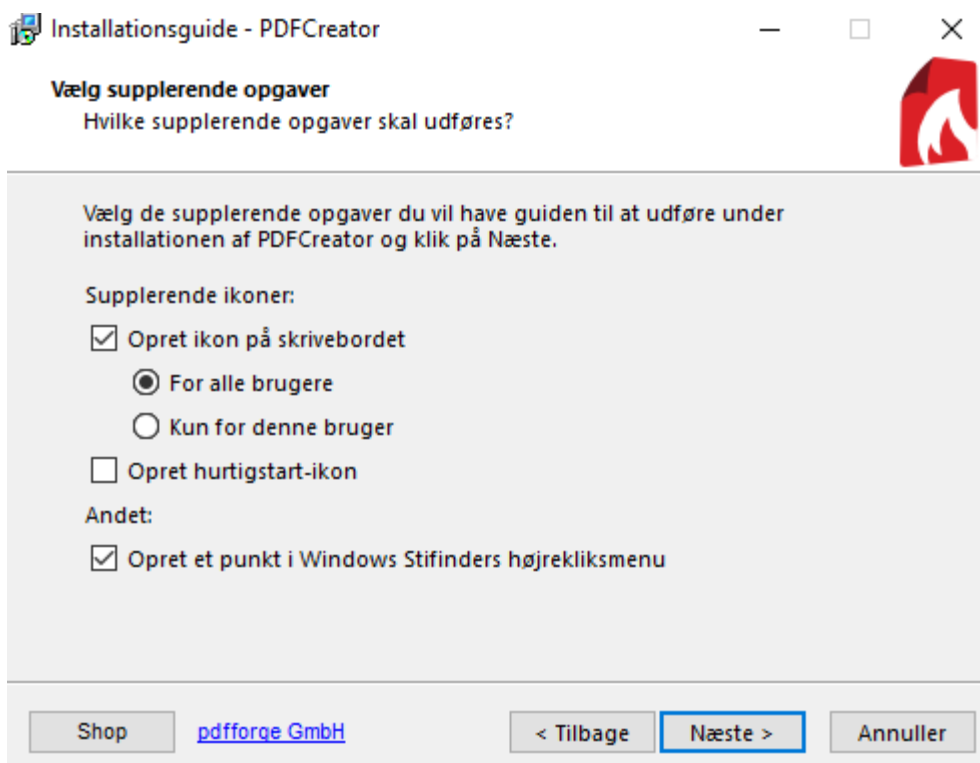 Installationsguide - PDFCreator
Vælg supplerende opgaver
Hvilke supplerende opgaver skal udføres?
Vælg de supplerende opgaver du vil have guiden til at udføre under
installationen af PDFCreator og klik på Næste.
Supplerende ikoner:
Opret ikon på skrivebordet
For alle brugere
Kun for denne bruger
Opret hurtigstart-ikon
Andet:
Opret et punkt i Windows Stifinders højrekliksmenu
Shop pdfforge GmbH < Tilbage Næste > Annuller